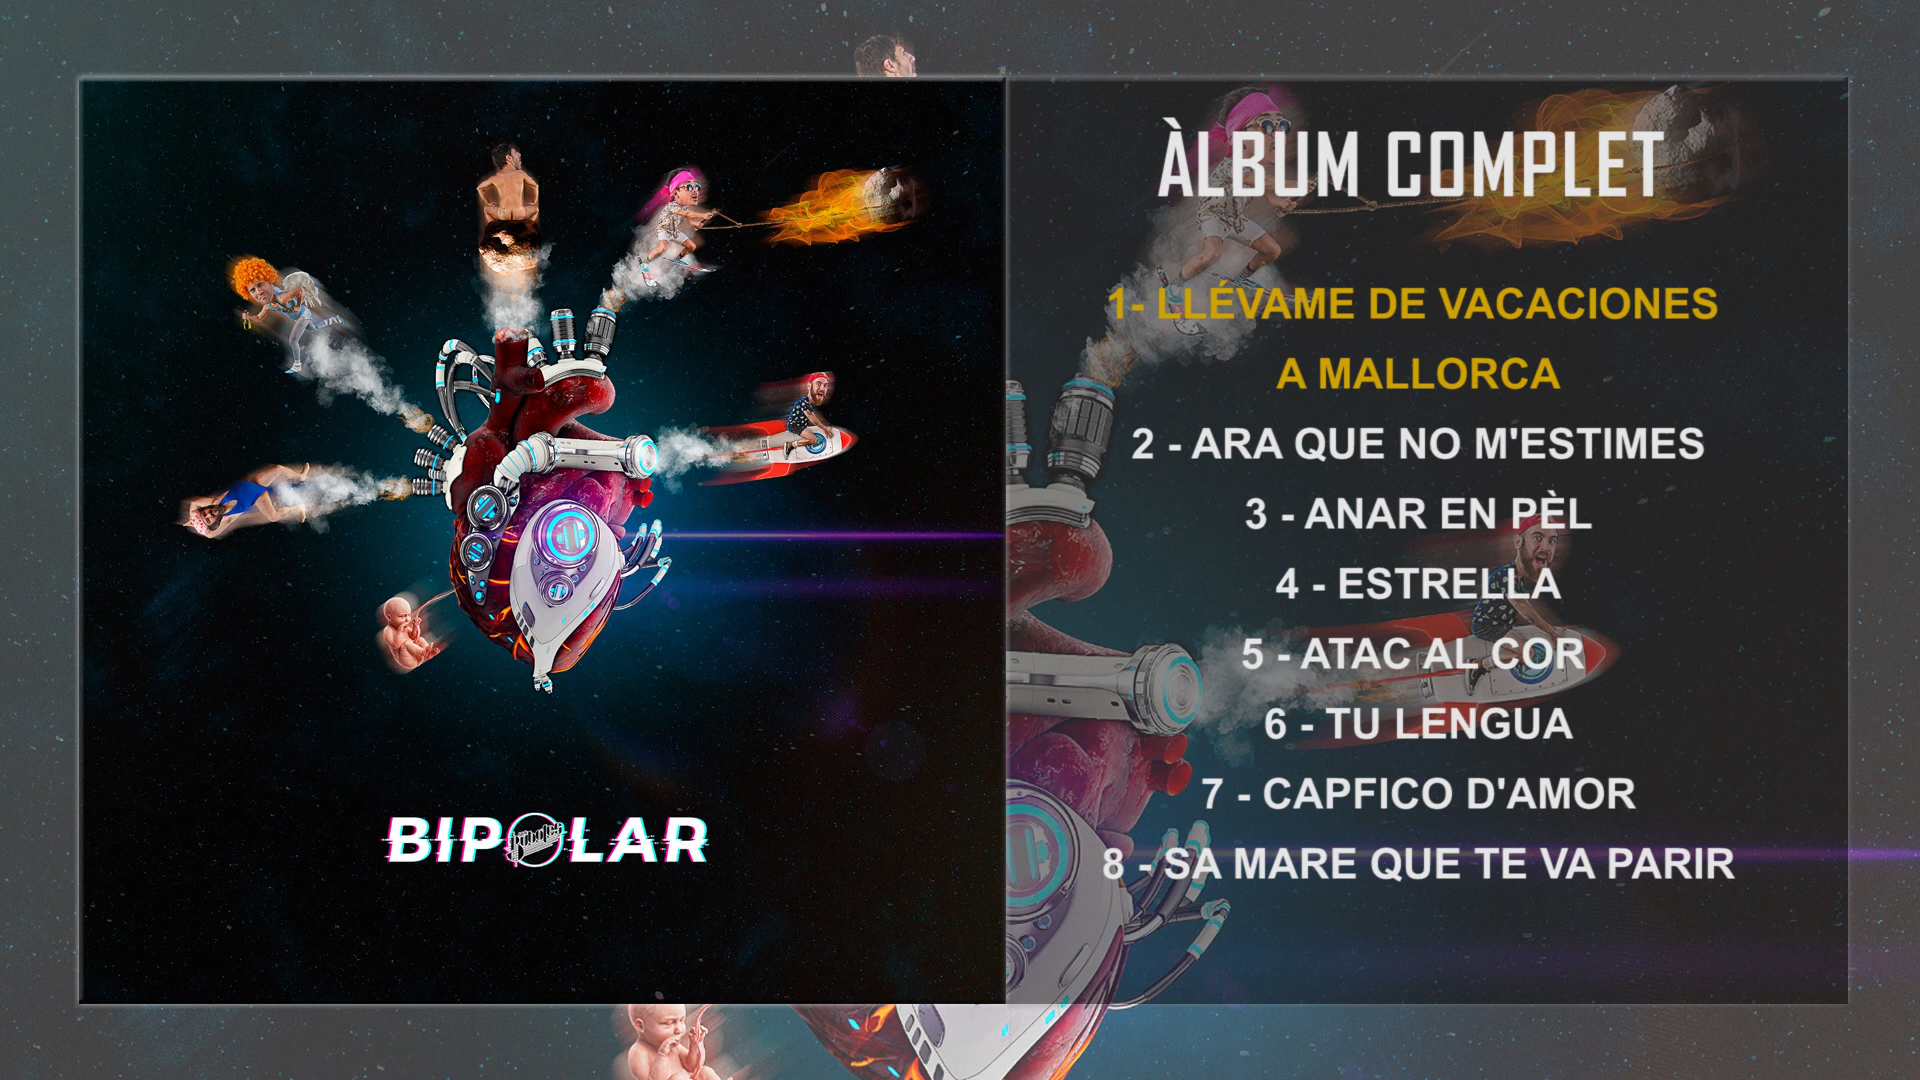 BIPOLAR
ÀLBUM COMPLET
1- LLÉVAME DE VACACIONES
A MALLORCA
2 - ARA QUE NO M'ESTIMES
3 - ANAR EN PÈL
4 - ESTRELLA
5 - ATAC AL COR
6 - TU LENGUA
7 - CAPFICO D'AMOR
8 - SA MARE QUE TE VA PARIR